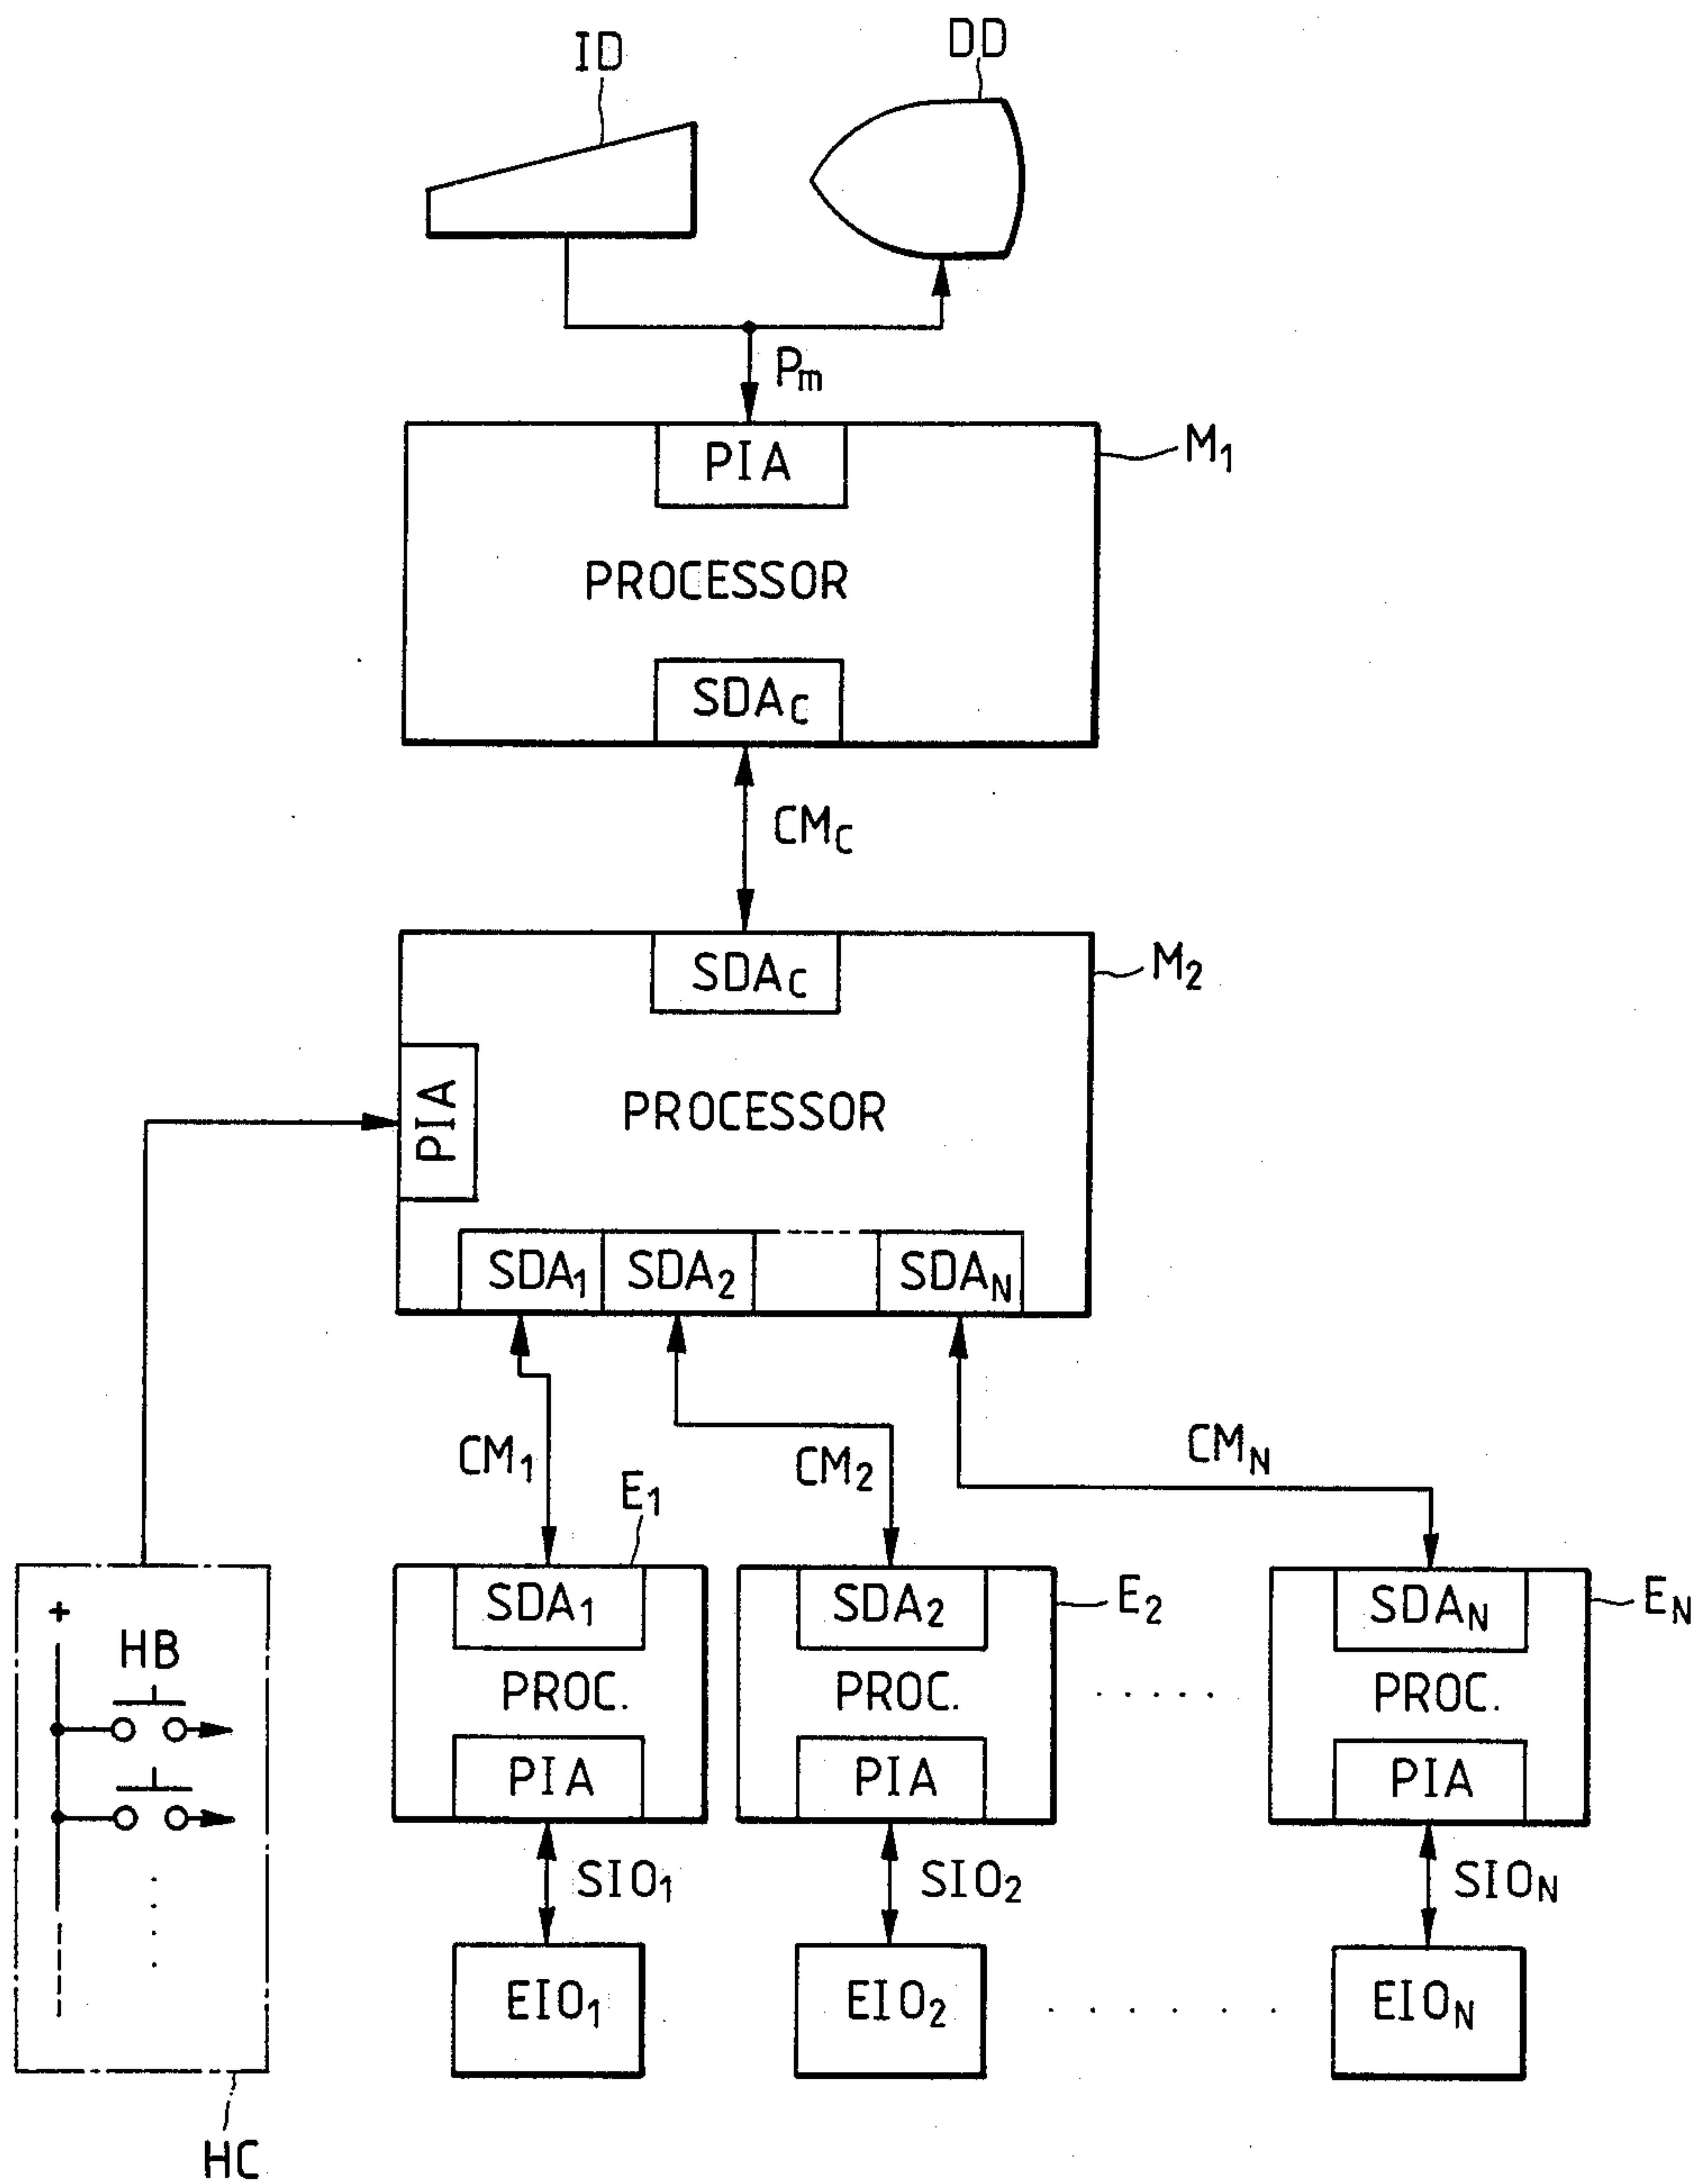 ID
DD
Pm
PIA
M1
PROCESSOR
SDAC
CMC
SDAC
M2
PIA
PROCESSOR
SDA1 SDA2 SDAN
CM1 CM2 CMN
E1
SDA1 SDA2 E2 SDAN EN
+
HB
PROC. PROC. ..... PROC.
PIA PIA PIA
SIO1 SIO2 SION
EIO1 EIO2 ...... EION
HC